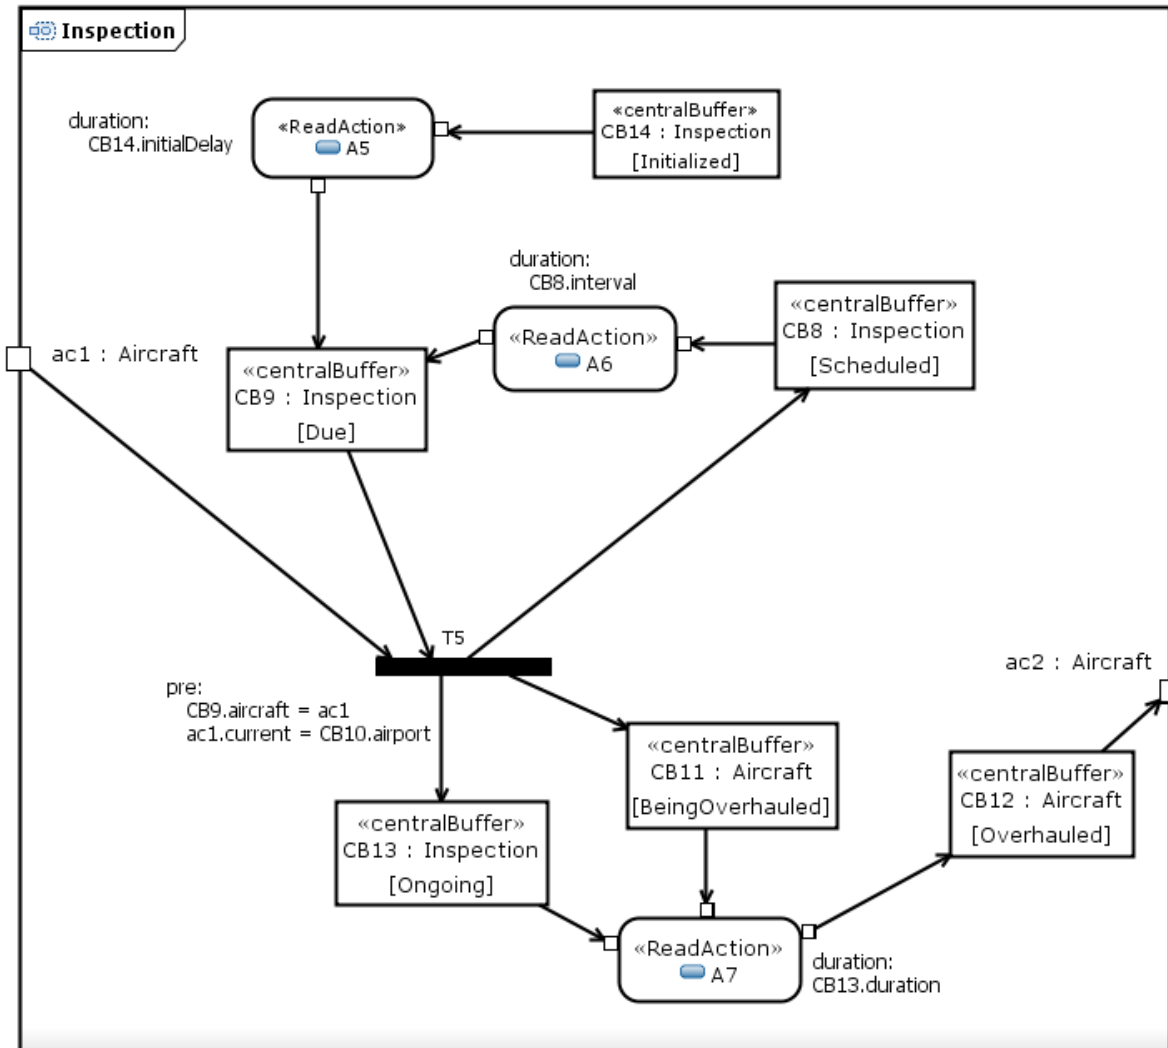 Inspection
duration:
CB14.initialDelay
«ReadAction»
A5
«centralBuffer»
CB14 : Inspection
[Initialized]
duration:
CB8.interval
«ReadAction»
A6
«centralBuffer»
CB8 : Inspection
[Scheduled]
ac1 : Aircraft
«centralBuffer»
CB9 : Inspection
[Due]
T5
pre:
CB9.aircraft = ac1
ac1.current = CB10.airport
ac2 : Aircraft
«centralBuffer»
CB11 : Aircraft
[BeingOverhauled]
«centralBuffer»
CB12 : Aircraft
[Overhauled]
«centralBuffer»
CB13 : Inspection
[Ongoing]
«ReadAction»
A7
duration:
CB13.duration